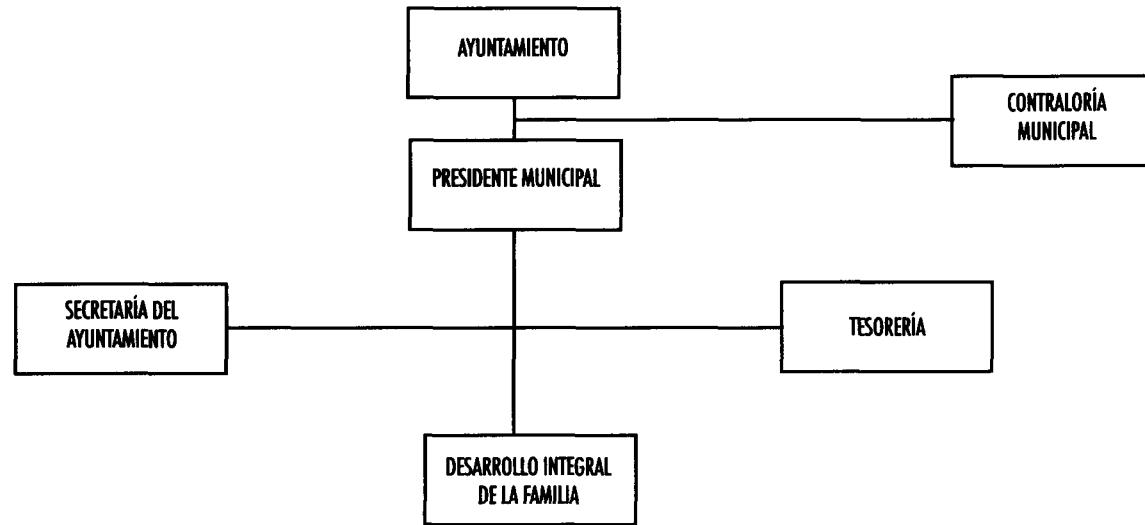 AYUNTAMIENTO
CONTRALORÍA
MUNICIPAL
PRESIDENTE MUNICIPAL
SECRETARÍA DEL
AYUNTAMIENTO
TESORERÍA
DESARROLLO INTEGRAL
DE LA FAMILIA